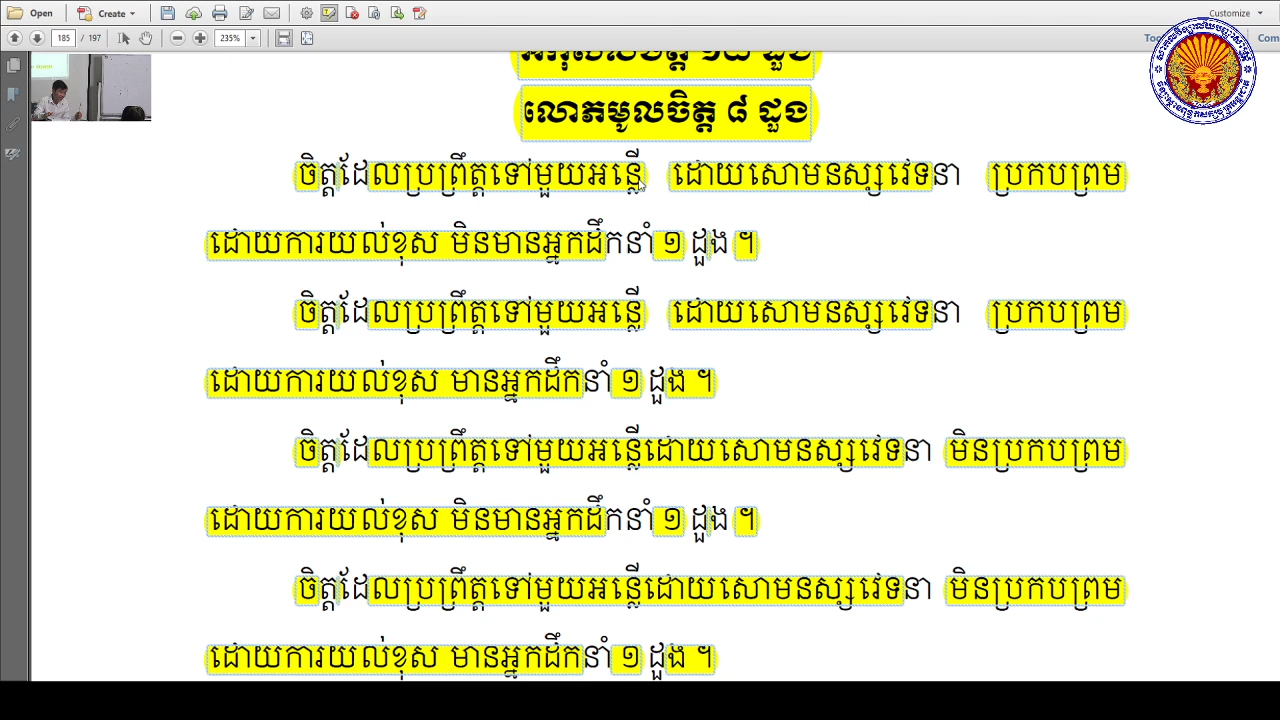 Open
Create
Customize
185 / 197
235%
លោភមូលចិត្ត ៨ ដួង
ចិត្តដែលប្រព្រឹត្តទៅមួយអន្លើ ដោយសោមនស្សវេទនា ប្រកបព្រម
ដោយការយល់ខុស មិនមានអ្នកដឹកនាំ ១ ដួង ។
ចិត្តដែលប្រព្រឹត្តទៅមួយអន្លើ ដោយសោមនស្សវេទនា ប្រកបព្រម
ដោយការយល់ខុស មានអ្នកដឹកនាំ ១ ដួង ។
ចិត្តដែលប្រព្រឹត្តទៅមួយអន្លើដោយសោមនស្សវេទនា មិនប្រកបព្រម
ដោយការយល់ខុស មិនមានអ្នកដឹកនាំ ១ ដួង ។
ចិត្តដែលប្រព្រឹត្តទៅមួយអន្លើដោយសោមនស្សវេទនា មិនប្រកបព្រម
ដោយការយល់ខុស មានអ្នកដឹកនាំ ១ ដួង ។